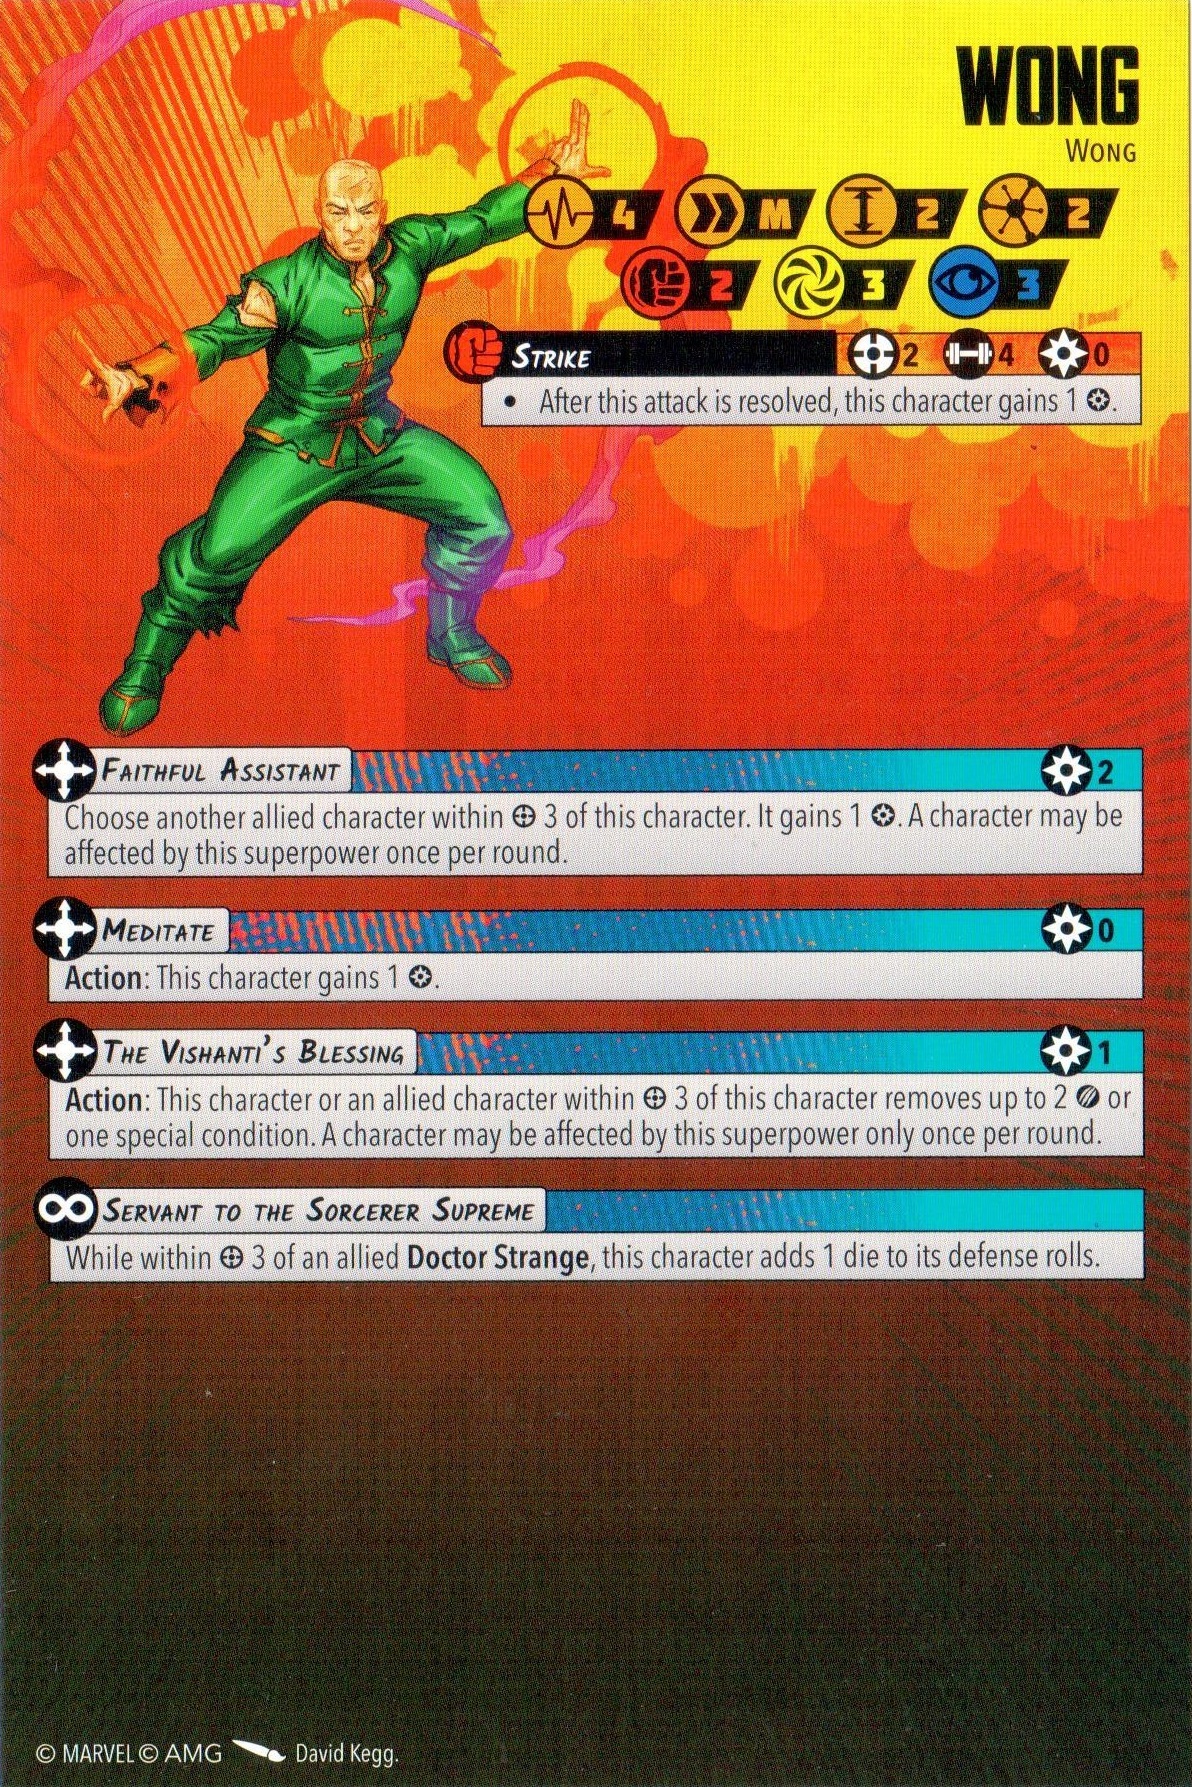 WONG
WONG
4 M 2 2
2 3 3
STRIKE 2 4 0
• After this attack is resolved, this character gains 1 .
FAITHFUL ASSISTANT 2
Choose another allied character within 3 of this character. It gains 1 . A character may be
affected by this superpower once per round.
MEDITATE 0
Action: This character gains 1 .
THE VISHANTI'S BLESSING 1
Action: This character or an allied character within 3 of this character removes up to 2 or
one special condition. A character may be affected by this superpower only once per round.
SERVANT TO THE SORCERER SUPREME
While within 3 of an allied Doctor Strange, this character adds 1 die to its defense rolls.
© MARVEL © AMG David Kegg.